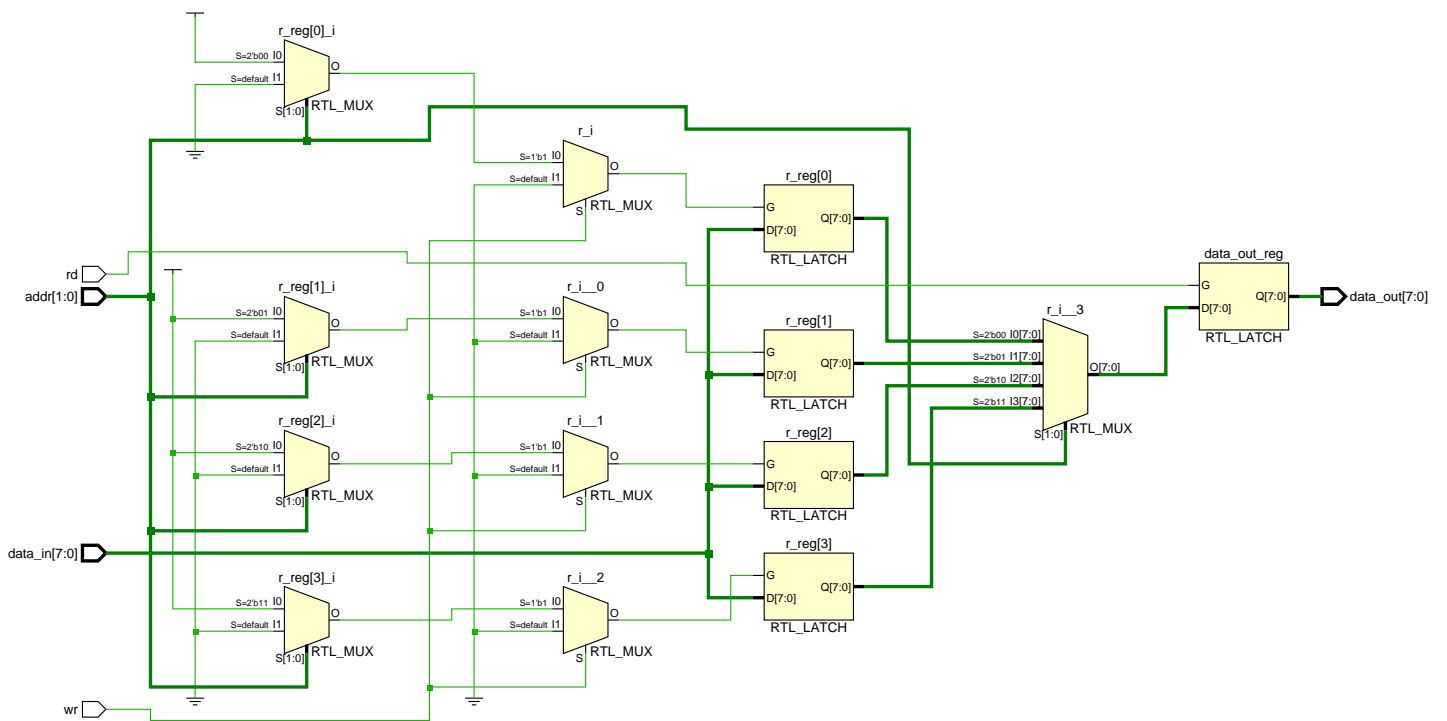 r_reg[0]_i
S=2'b00 I0
O
S=default I1
S[1:0]
RTL_MUX
r_i
S=1'b1 I0
O
S=default I1
S
RTL_MUX
r_reg[0]
G
Q[7:0]
D[7:0]
RTL_LATCH
rd
addr[1:0]
data_out_reg
G
Q[7:0]
D[7:0]
RTL_LATCH
data_out[7:0]
r_reg[1]_i
S=2'b01 I0
O
S=default I1
S[1:0]
RTL_MUX
r_i__0
S=1'b1 I0
O
S=default I1
S
RTL_MUX
r_reg[1]
G
Q[7:0]
D[7:0]
RTL_LATCH
r_i__3
S=2'b00 I0[7:0]
S=2'b01 I1[7:0]
O[7:0]
S=2'b10 I2[7:0]
S=2'b11 I3[7:0]
S[1:0]
RTL_MUX
r_reg[2]_i
S=2'b10 I0
O
S=default I1
S[1:0]
RTL_MUX
r_i__1
S=1'b1 I0
O
S=default I1
S
RTL_MUX
r_reg[2]
G
Q[7:0]
D[7:0]
RTL_LATCH
data_in[7:0]
r_reg[3]_i
S=2'b11 I0
O
S=default I1
S[1:0]
RTL_MUX
r_i__2
S=1'b1 I0
O
S=default I1
S
RTL_MUX
r_reg[3]
G
Q[7:0]
D[7:0]
RTL_LATCH
wr